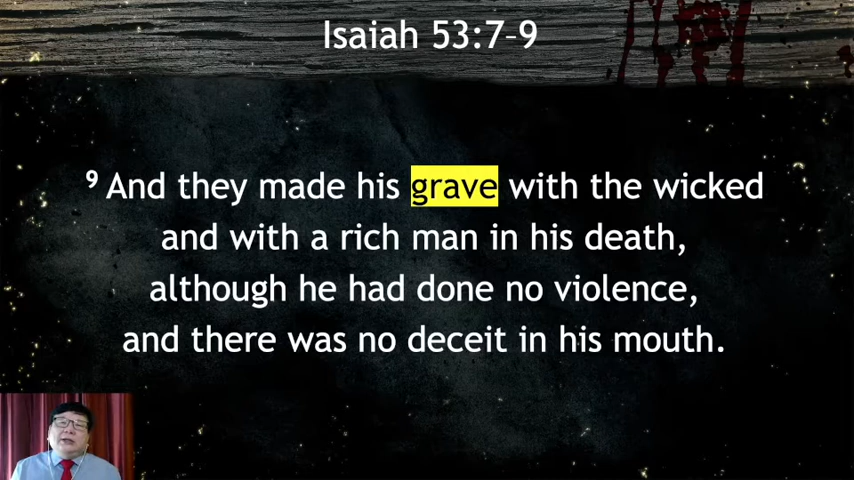 Isaiah 53:7–9
9 And they made his grave with the wicked
and with a rich man in his death,
although he had done no violence,
and there was no deceit in his mouth.